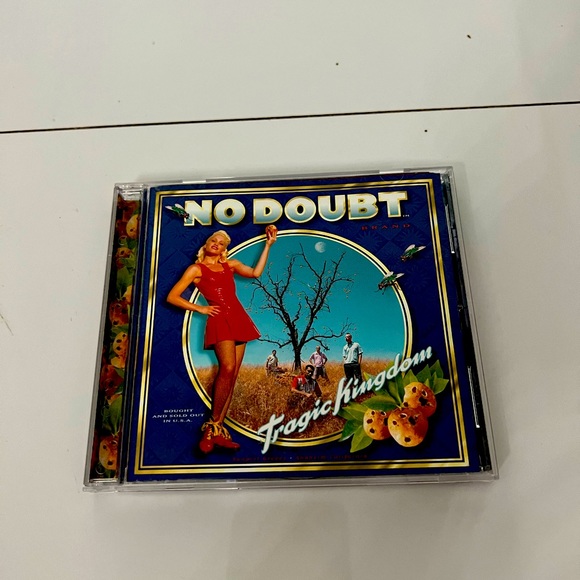 NO DOUBT
BRAND
BOUGHT
AND SOLD OUT
IN U.S.A.
Tragic Kingdom